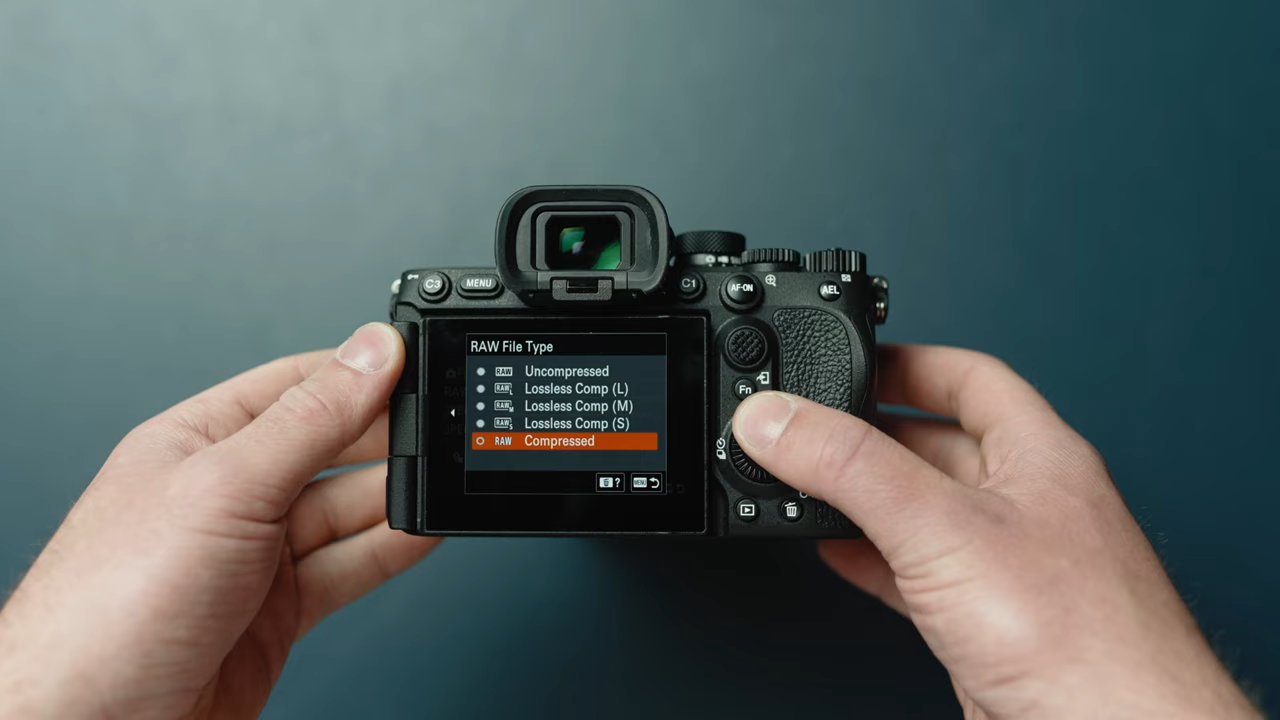 C3
MENU
C1
AF-ON
AEL
RAW File Type
RAW Uncompressed
RAW L Lossless Comp (L)
RAW M Lossless Comp (M)
RAW S Lossless Comp (S)
RAW Compressed
?
MENU
Fn